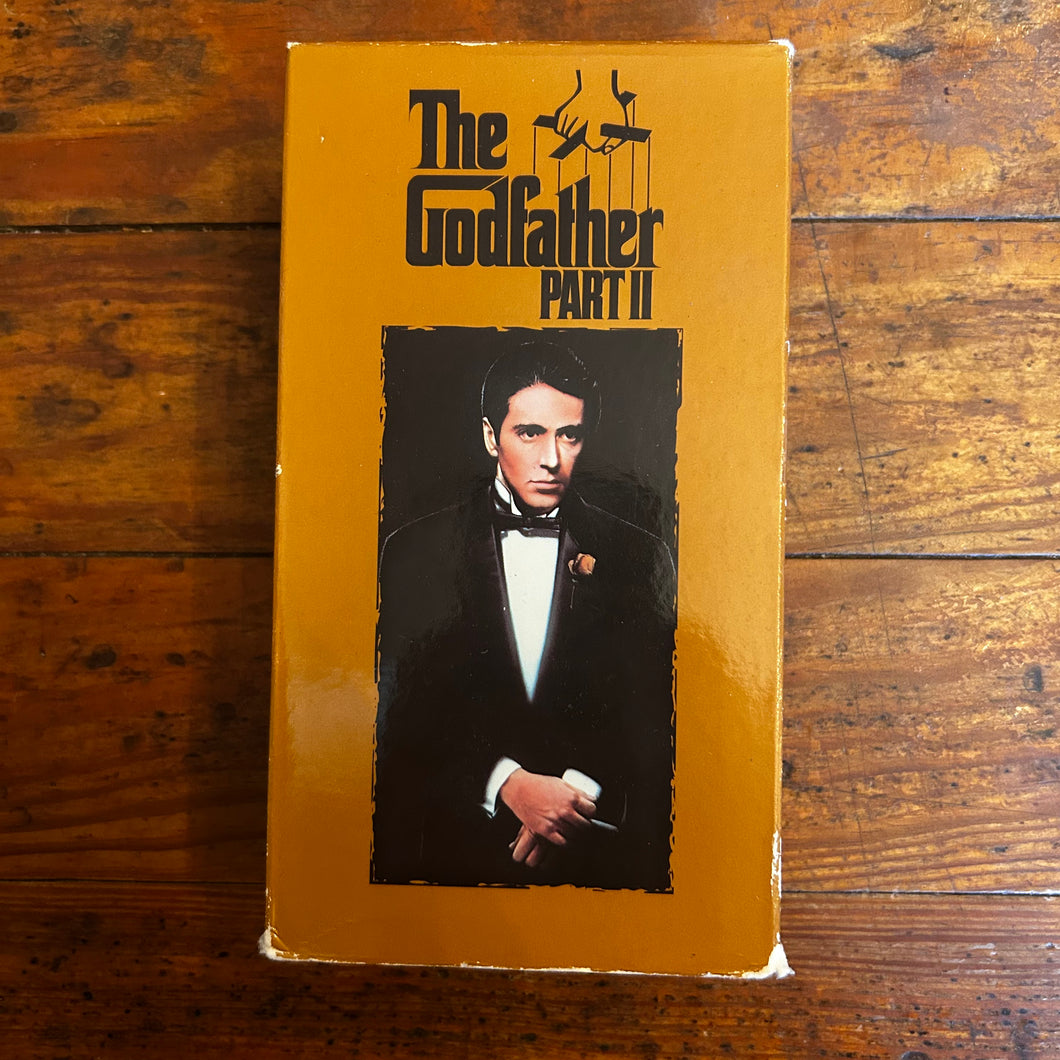 The
Godfather
PART II